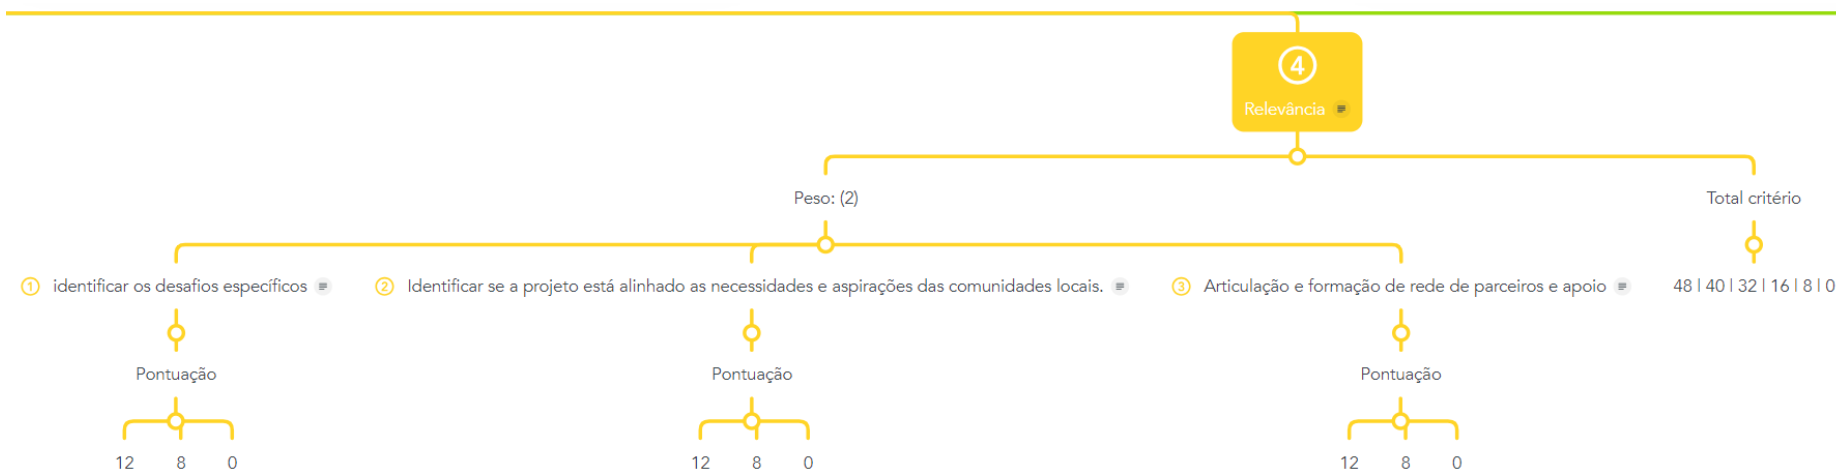 4
Relevância
Peso: (2)
Total critério
1 identificar os desafios específicos
2 Identificar se a projeto está alinhado as necessidades e aspirações das comunidades locais.
3 Articulação e formação de rede de parceiros e apoio
48 | 40 | 32 | 16 | 8 | 0
Pontuação
Pontuação
Pontuação
12 8 0
12 8 0
12 8 0